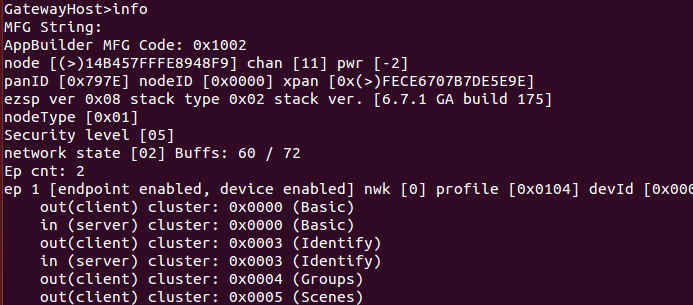 GatewayHost>info
MFG String:
AppBuilder MFG Code: 0x1002
node [(>)14B457FFFE8948F9] chan [11] pwr [-2]
panID [0x797E] nodeID [0x0000] xpan [0x(>)FECE6707B7DE5E9E]
ezsp ver 0x08 stack type 0x02 stack ver. [6.7.1 GA build 175]
nodeType [0x01]
Security level [05]
network state [02] Buffs: 60 / 72
Ep cnt: 2
ep 1 [endpoint enabled, device enabled] nwk [0] profile [0x0104] devId [0x000
out(client) cluster: 0x0000 (Basic)
in (server) cluster: 0x0000 (Basic)
out(client) cluster: 0x0003 (Identify)
in (server) cluster: 0x0003 (Identify)
out(client) cluster: 0x0004 (Groups)
out(client) cluster: 0x0005 (Scenes)